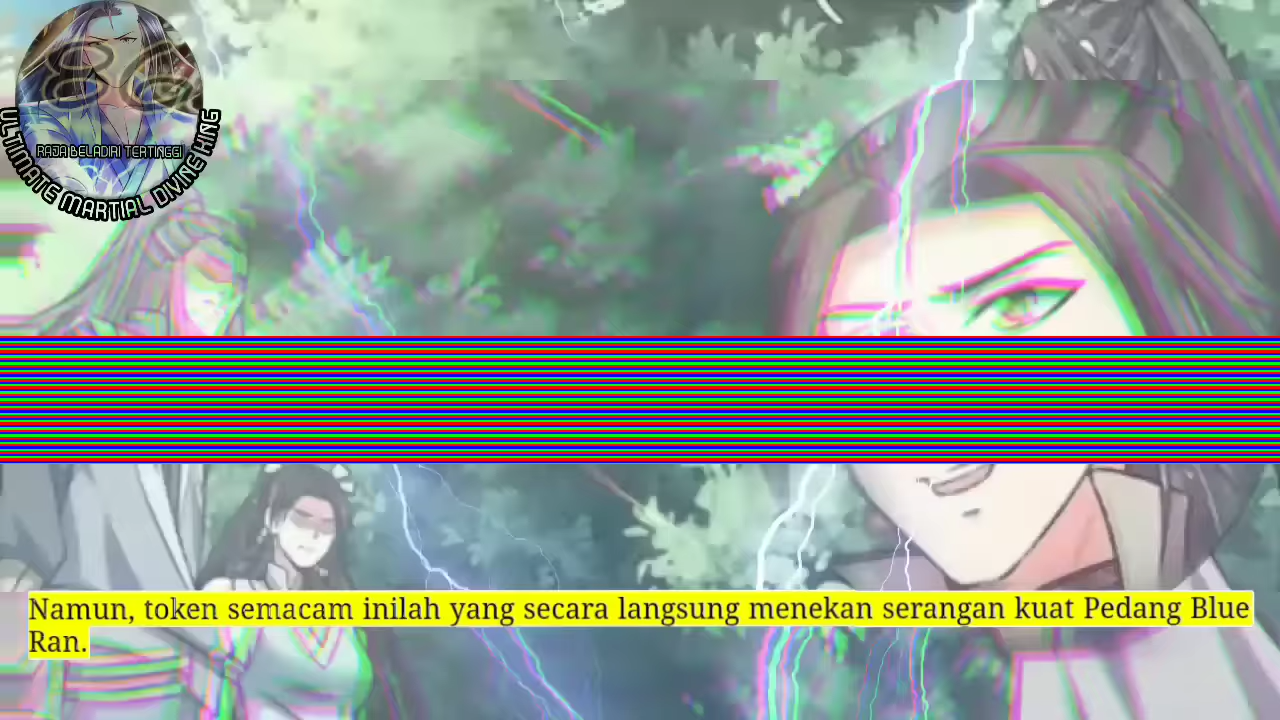 RAJA BELADIRI TERTINGGI
ULTIMATE MARTIAL DIVINE KING
Namun, token semacam inilah yang secara langsung menekan serangan kuat Pedang Blue
Ran.